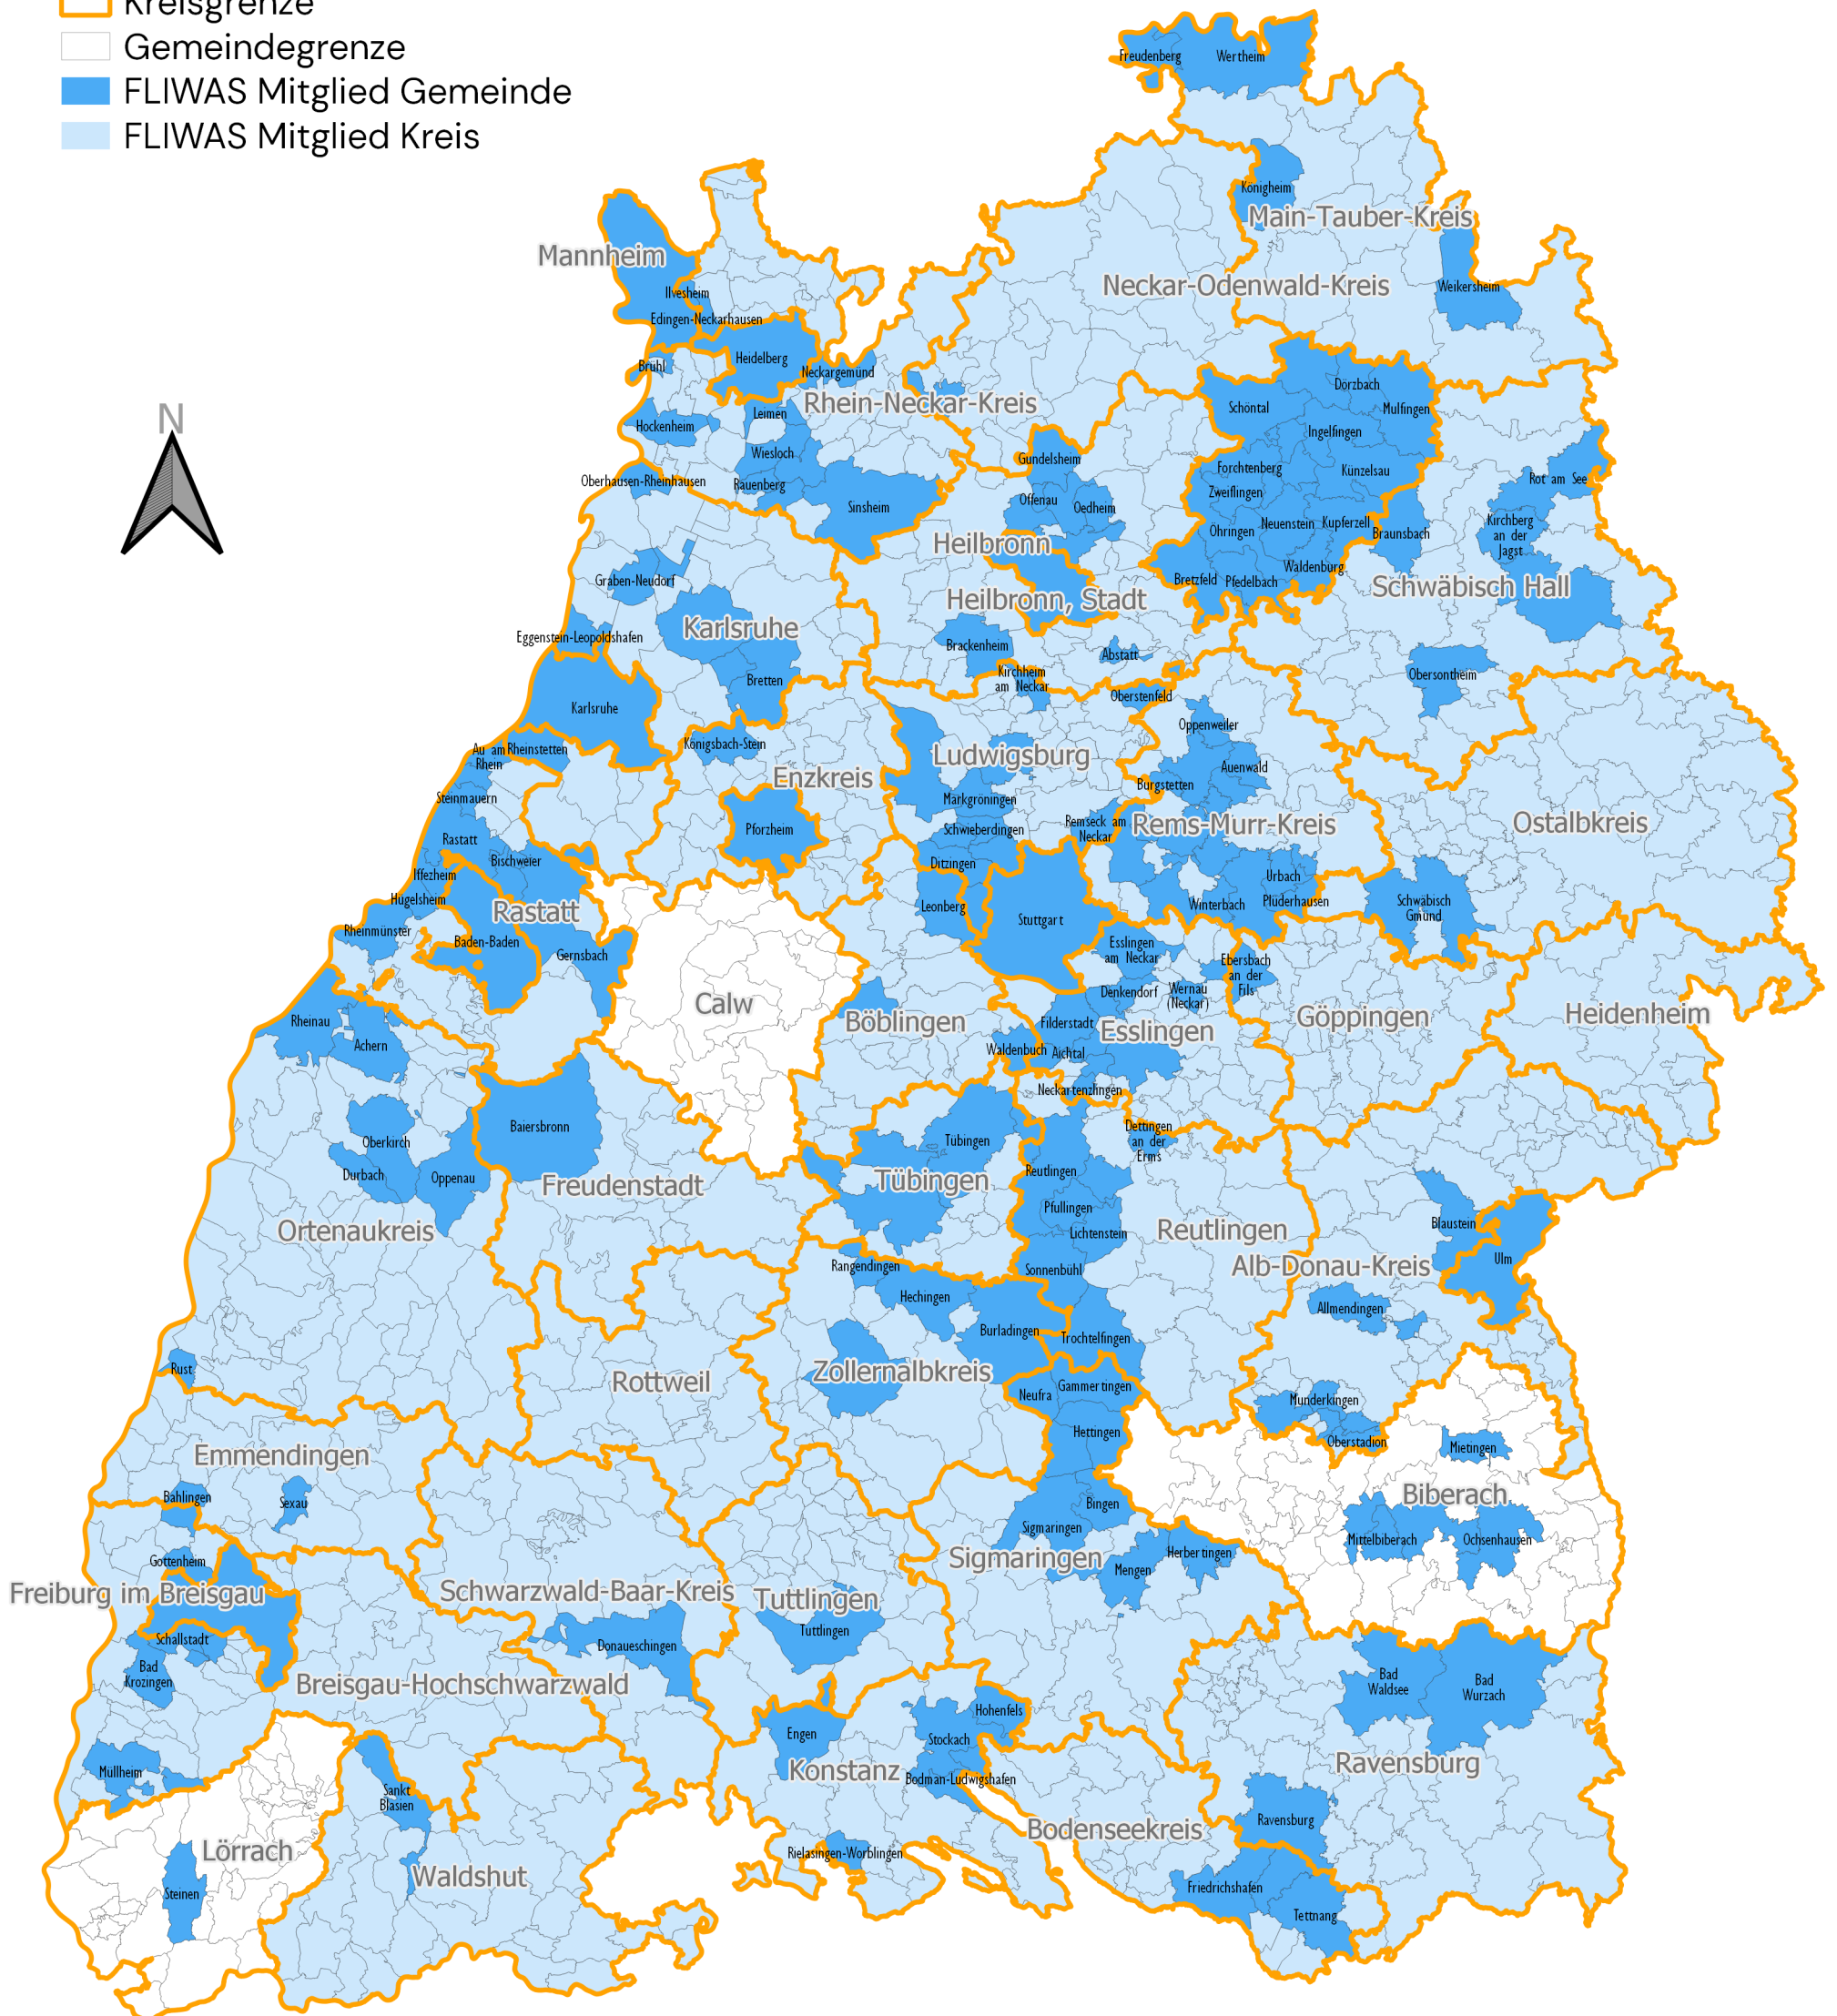 Kreisgrenze
Gemeindegrenze
FLIWAS Mitglied Gemeinde
FLIWAS Mitglied Kreis
N
Freudenberg
Wertheim
Königheim
Main-Tauber-Kreis
Mannheim
Neckar-Odenwald-Kreis
Weikersheim
Ilvesheim
Edingen-Neckarhausen
Heidelberg
Brühl
Neckargemünd
Rhein-Neckar-Kreis
Dörzbach
Schöntal
Mulfingen
Leimen
Hockenheim
Ingelfingen
Wiesloch
Gundelsheim
Forchtenberg
Künzelsau
Oberhausen-Rheinhausen
Rauenberg
Rot am See
Zweiflingen
Sinsheim
Offenau
Oedheim
Öhringen
Neuenstein
Kupferzell
Braunsbach
Kirchberg
an der
Jagst
Heilbronn
Waldenburg
Graben-Neudorf
Bretzfeld
Pfedelbach
Schwäbisch Hall
Heilbronn, Stadt
Karlsruhe
Eggenstein-Leopoldshafen
Brackenheim
Abstatt
Kirchheim
am Neckar
Obersontheim
Bretten
Oberstenfeld
Karlsruhe
Oppenweiler
Königsbach-Stein
Au am
Rhein
Rheinstetten
Ludwigsburg
Enzkreis
Auenwald
Burgstetten
Steinmauern
Markgröningen
Pforzheim
Schwieberdingen
Remseck am
Neckar
Rems-Murr-Kreis
Ostalbkreis
Rastatt
Bischweier
Ditzingen
Iffezheim
Urbach
Hügelsheim
Leonberg
Winterbach
Plüderhausen
Schwäbisch
Gmünd
Rastatt
Stuttgart
Rheinmünster
Baden-Baden
Gernsbach
Esslingen
am Neckar
Ebersbach
an der
Fils
Denkendorf
Wernau
(Neckar)
Calw
Böblingen
Göppingen
Heidenheim
Rheinau
Filderstadt
Esslingen
Achern
Waldenbuch
Aichtal
Neckartenzlingen
Baiersbronn
Dettingen
an der
Erms
Oberkirch
Tübingen
Durbach
Oppenau
Reutlingen
Tübingen
Freudenstadt
Pfullingen
Ortenaukreis
Lichtenstein
Reutlingen
Blaustein
Ulm
Alb-Donau-Kreis
Rangendingen
Sonnenbühl
Hechingen
Allmendingen
Burladingen
Trochtelfingen
Rust
Zollernalbkreis
Rottweil
Neufra
Gammertingen
Munderkingen
Hettingen
Oberstadion
Mietingen
Emmendingen
Biberach
Bahlingen
Sexau
Bingen
Sigmaringen
Mittelbiberach
Ochsenhausen
Gottenheim
Sigmaringen
Mengen
Herbertingen
Freiburg im Breisgau
Schwarzwald-Baar-Kreis
Tuttlingen
Tuttlingen
Schallstadt
Donaueschingen
Bad
Krozingen
Breisgau-Hochschwarzwald
Bad
Waldsee
Bad
Wurzach
Hohenfels
Engen
Stockach
Müllheim
Konstanz
Bodman-Ludwigshafen
Ravensburg
Sankt
Blasien
Ravensburg
Bodenseekreis
Lörrach
Rielasingen-Worblingen
Waldshut
Steinen
Friedrichshafen
Tettnang